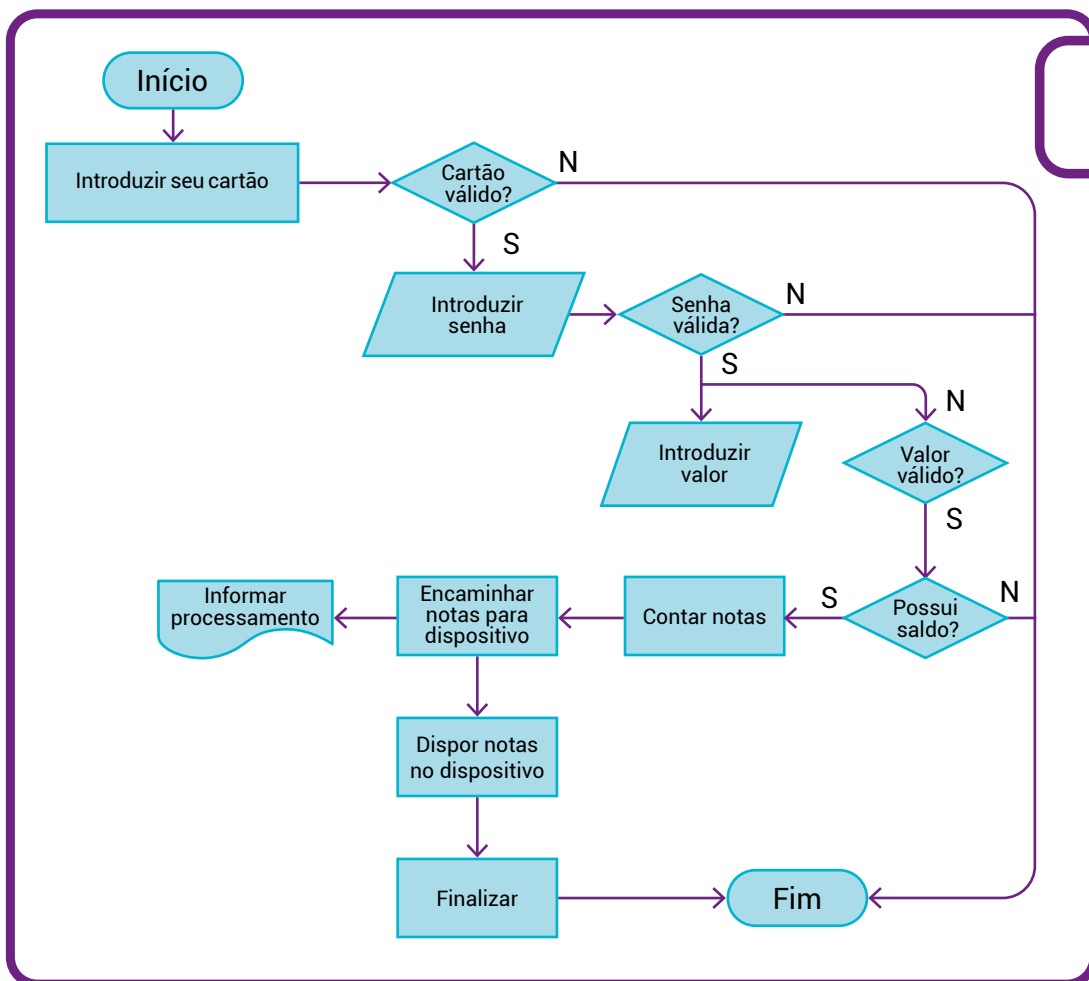 Início
Introduzir seu cartão
Cartão
válido?
N
S
Introduzir
senha
Senha
válida?
N
S
N
Introduzir
valor
Valor
válido?
S
Possui
saldo?
N
S
Contar notas
Encaminhar
notas para
dispositivo
Informar
processamento
Dispor notas
no dispositivo
Finalizar
Fim